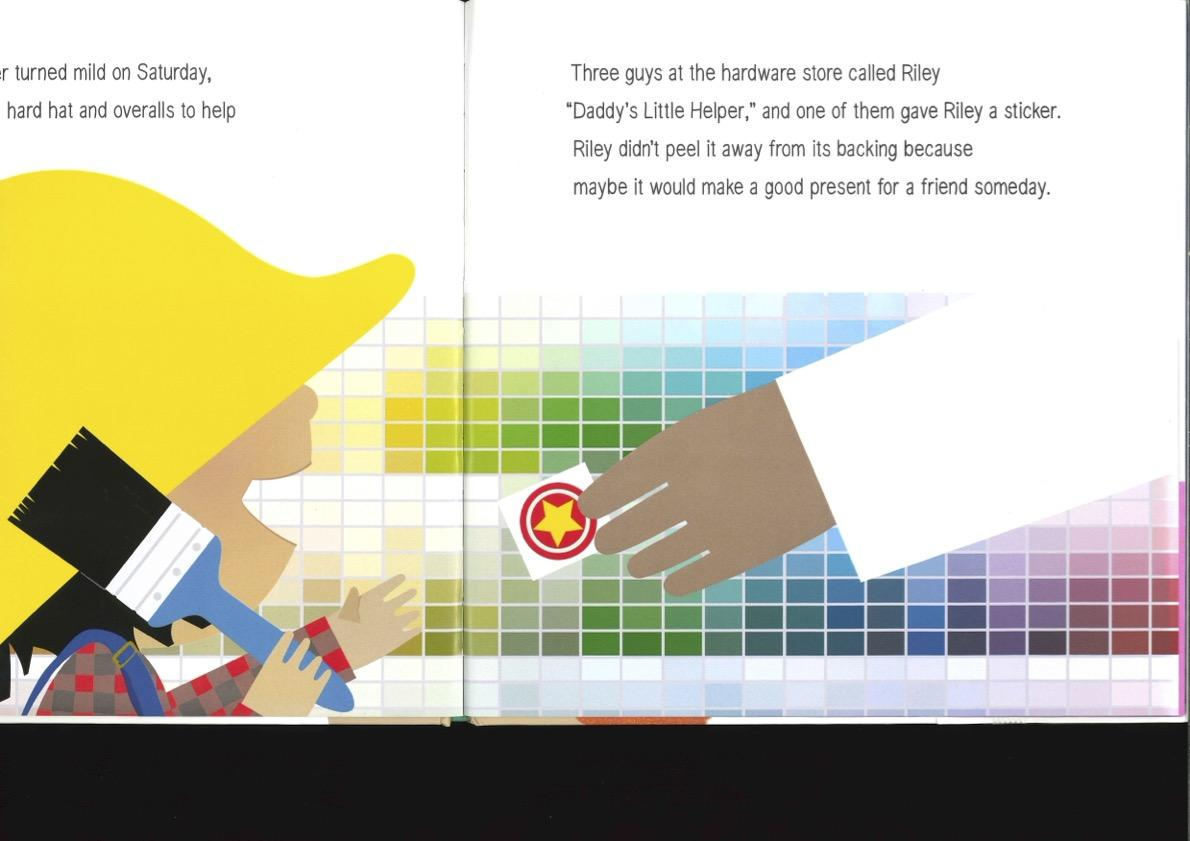 turned mild on Saturday,
hard hat and overalls to help
Three guys at the hardware store called Riley
“Daddy's Little Helper,” and one of them gave Riley a sticker.
Riley didn't peel it away from its backing because
maybe it would make a good present for a friend someday.